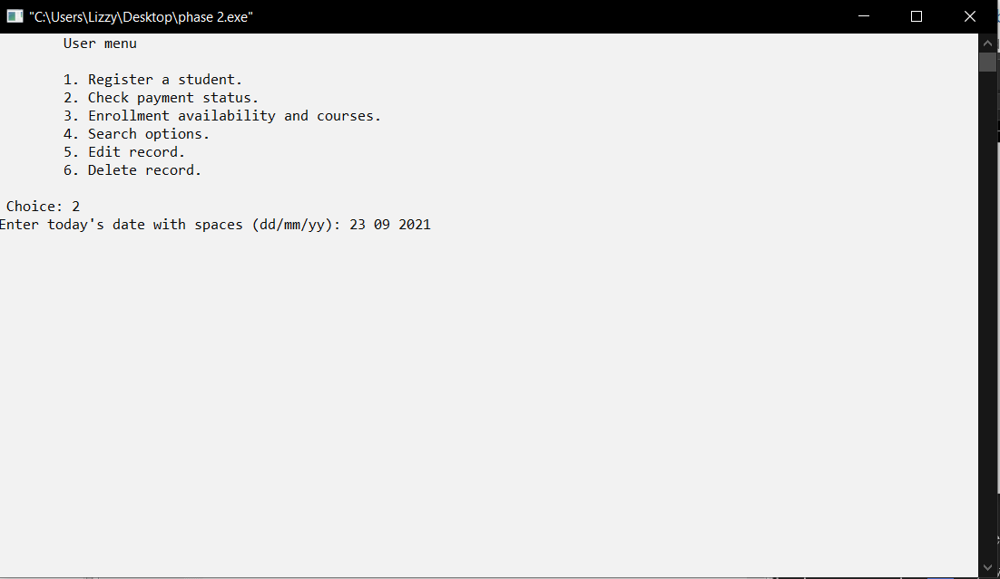 "C:\Users\Lizzy\Desktop\phase 2.exe"
User menu
1. Register a student.
2. Check payment status.
3. Enrollment availability and courses.
4. Search options.
5. Edit record.
6. Delete record.
Choice: 2
Enter today's date with spaces (dd/mm/yy): 23 09 2021